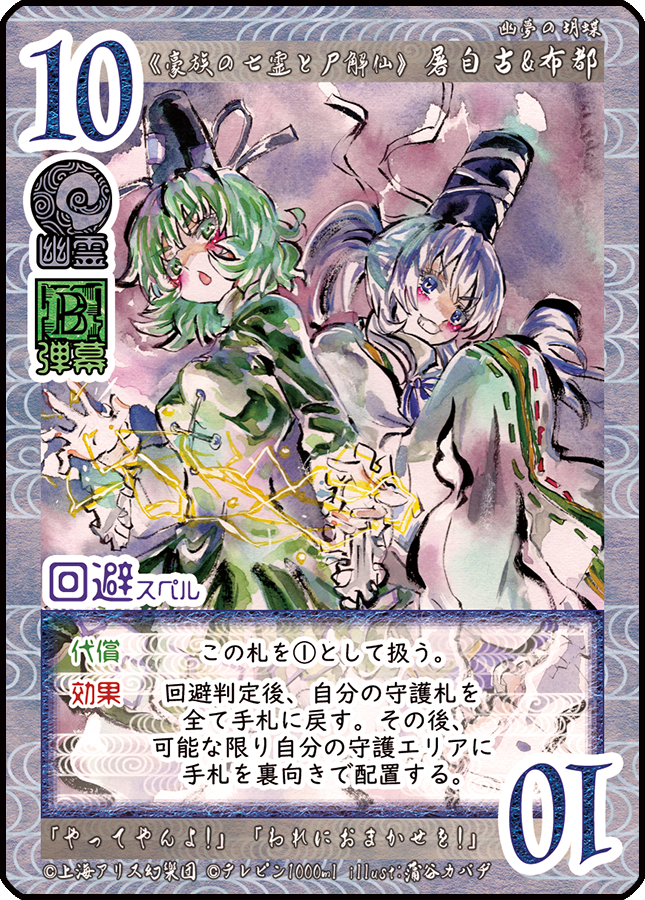 幽夢の胡蝶
10
《豪族の亡霊と尸解仙》 屠自古&布都
幽霊
B
弾幕
回避スペル
代償 この札を①として扱う。
効果 回避判定後、自分の守護札を
全て手札に戻す。その後、
可能な限り自分の守護エリアに
手札を裏向きで配置する。
10
「やってやんよ!」「われにおまかせを!」
©上海アリス幻樂団 ©テレピン1000ml illust:蒲谷カバヂ